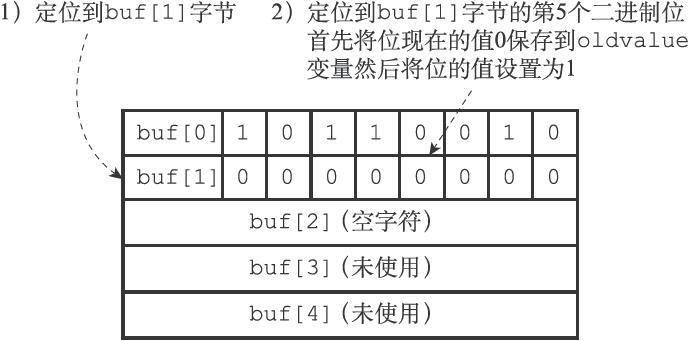 1）定位到buf[1]字节
2）定位到buf[1]字节的第5个二进制位
首先将位现在的值0保存到oldvalue
变量然后将位的值设置为1
buf[0] 1 0 1 1 0 0 1 0
buf[1] 0 0 0 0 0 0 0 0
buf[2]（空字符）
buf[3]（未使用）
buf[4]（未使用）